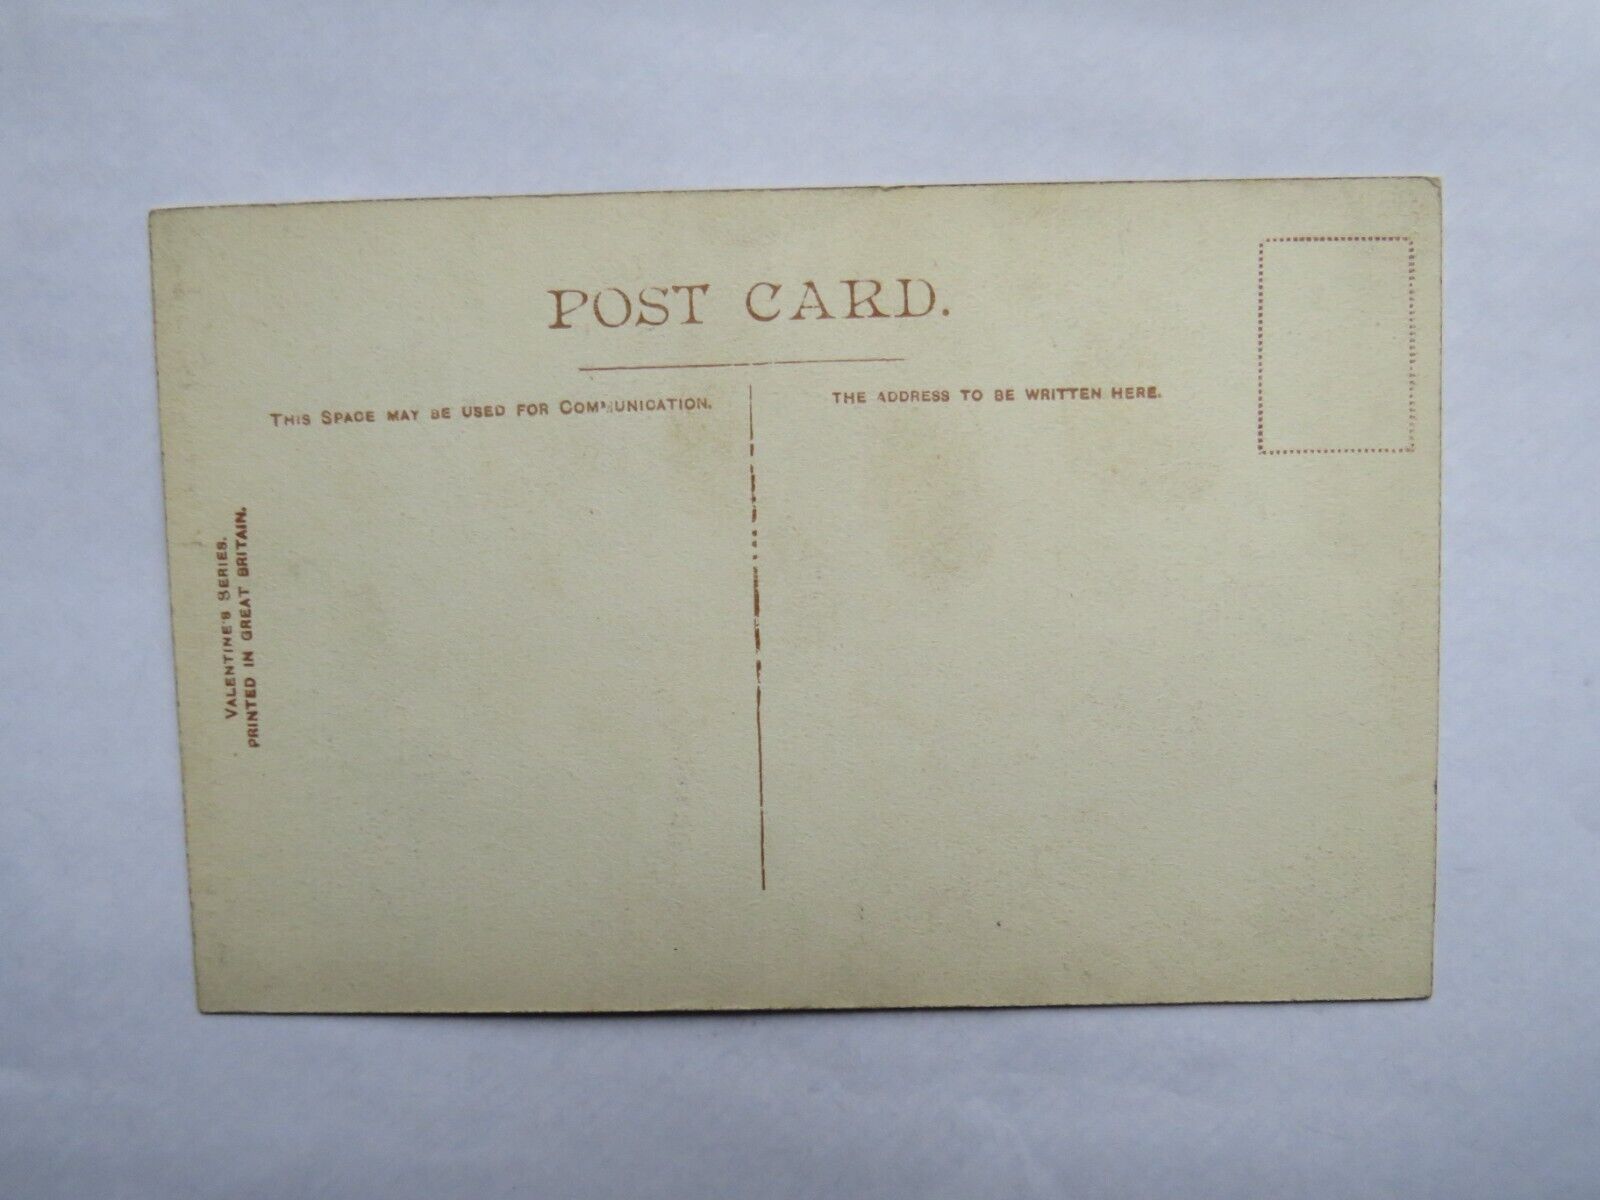 POST CARD.
THIS SPACE MAY BE USED FOR COMMUNICATION.
THE ADDRESS TO BE WRITTEN HERE.
VALENTINE'S SERIES.
PRINTED IN GREAT BRITAIN.